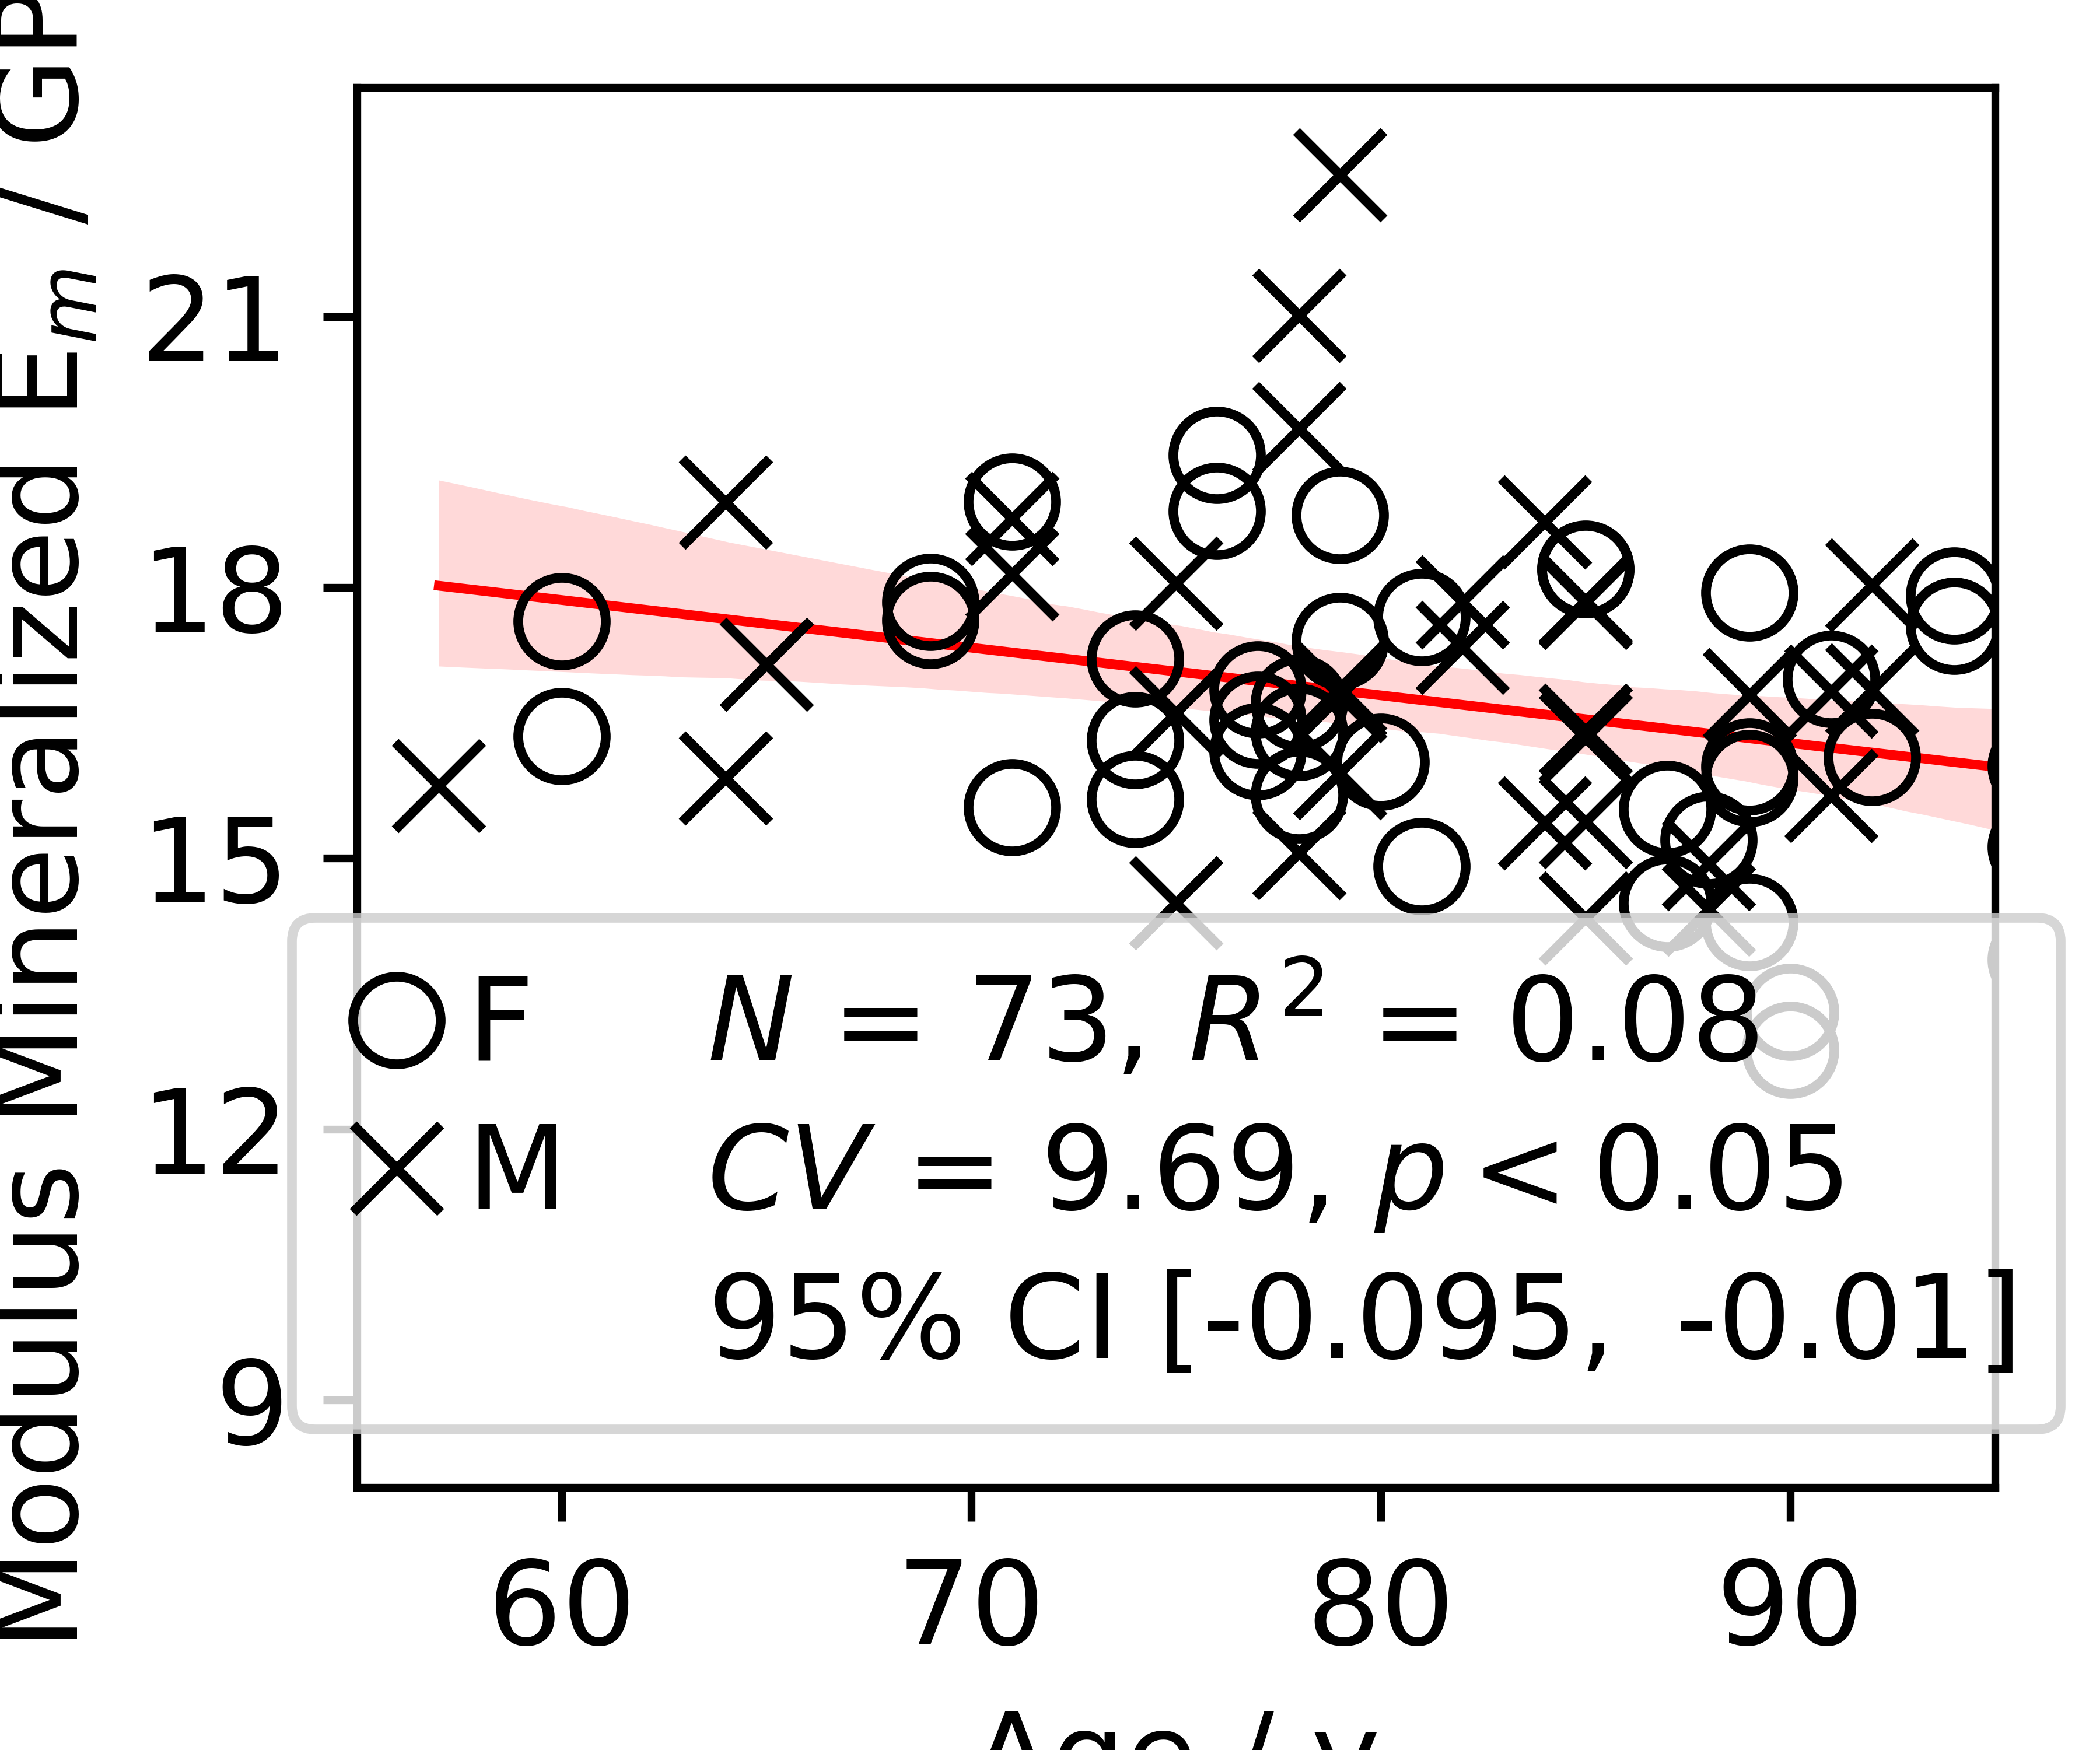 Modulus Mineralized Em / GP
21
18
15
12
9
F
M
N = 73, R² = 0.08
CV = 9.69, p < 0.05
95% CI [-0.095, -0.01]
60 70 80 90
Age / y